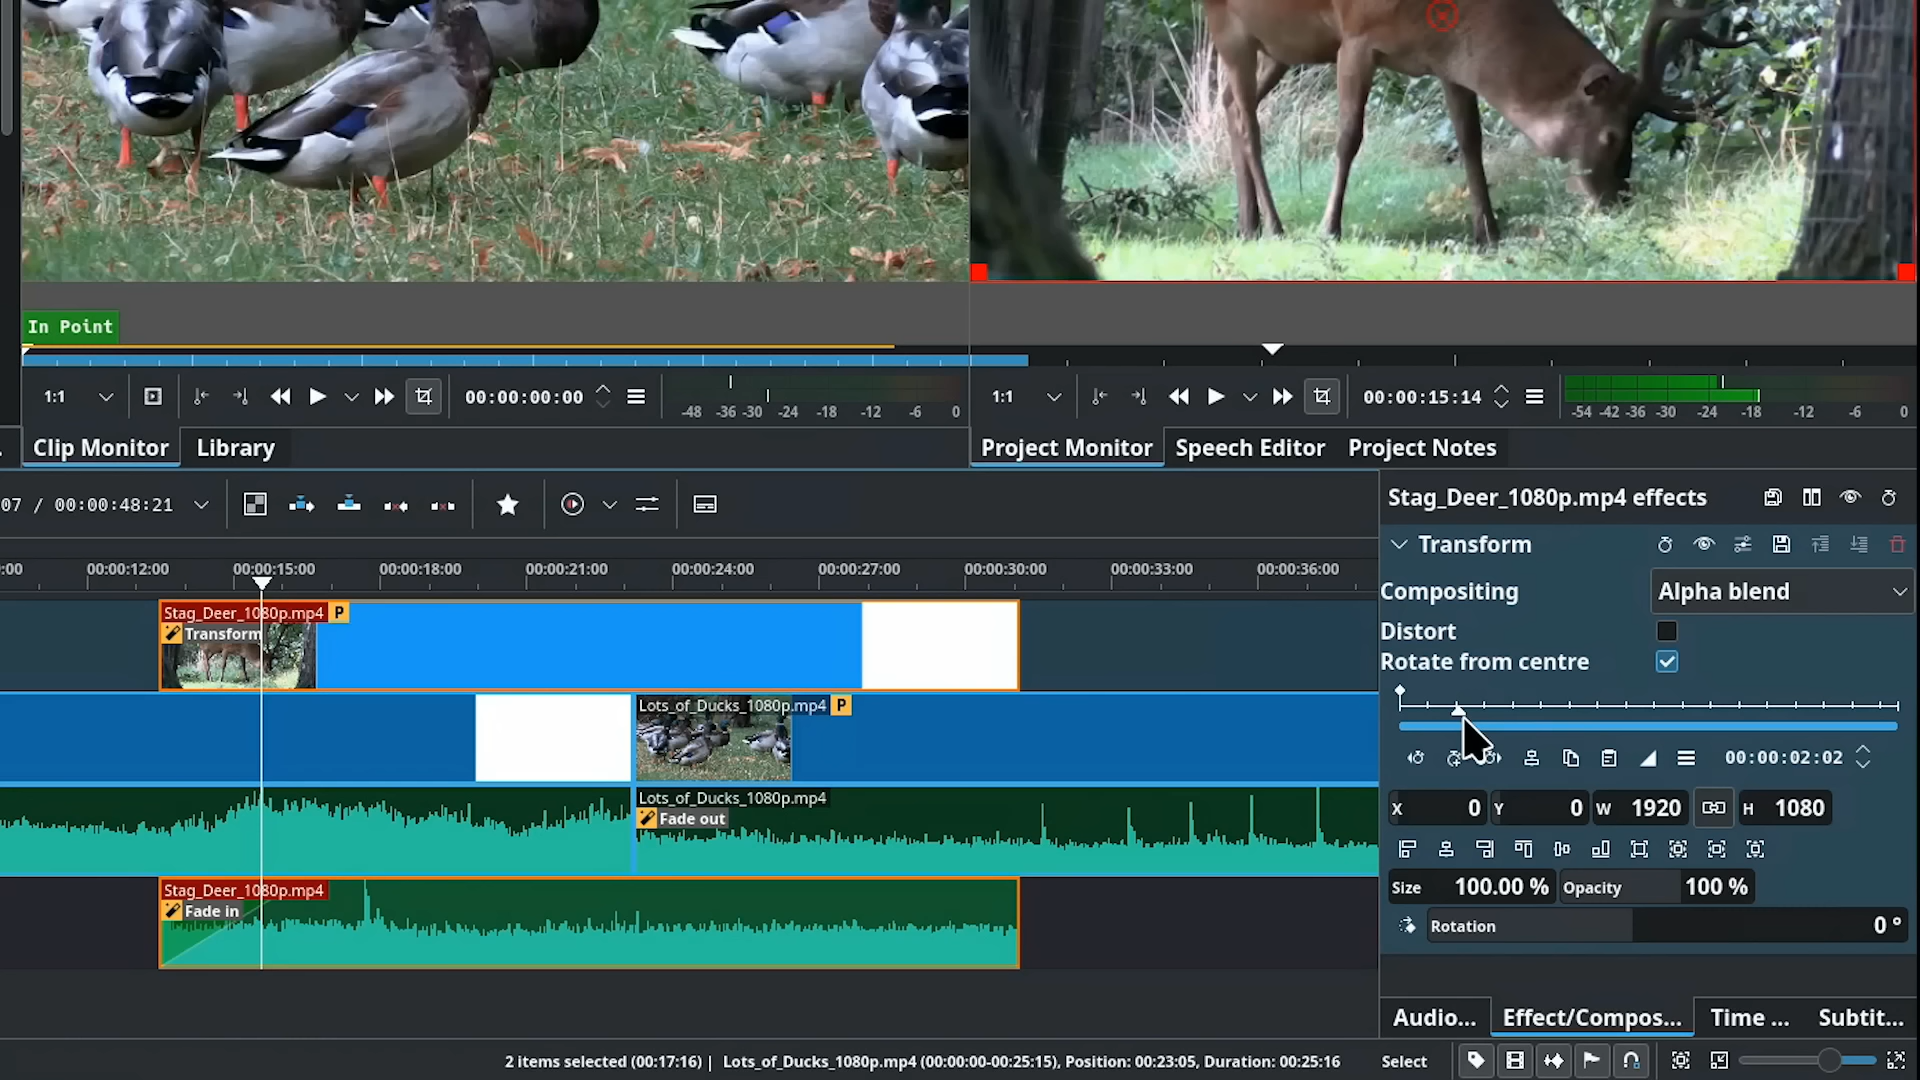 In Point
1:1
00:00:00:00
-48 -36 -30 -24 -18 -12 -6 0
1:1
00:00:15:14
-54 -42 -36 -30 -24 -18 -12 -6 0
Clip Monitor Library
Project Monitor Speech Editor Project Notes
07 / 00:00:48:21
Stag_Deer_1080p.mp4 effects
Transform
Compositing Alpha blend
Distort
Rotate from centre
:00 00:00:12:00 00:00:15:00 00:00:18:00 00:00:21:00 00:00:24:00 00:00:27:00 00:00:30:00 00:00:33:00 00:00:36:00
Stag_Deer_1080p.mp4 P
Transform
Lots_of_Ducks_1080p.mp4 P
Lots_of_Ducks_1080p.mp4
Fade out
Stag_Deer_1080p.mp4
Fade in
00:00:02:02
X 0 Y 0 W 1920 H 1080
Size 100.00 % Opacity 100 %
Rotation 0 °
Audio... Effect/Compos... Time ... Subtit...
2 items selected (00:17:16) | Lots_of_Ducks_1080p.mp4 (00:00:00-00:25:15), Position: 00:23:05, Duration: 00:25:16 Select